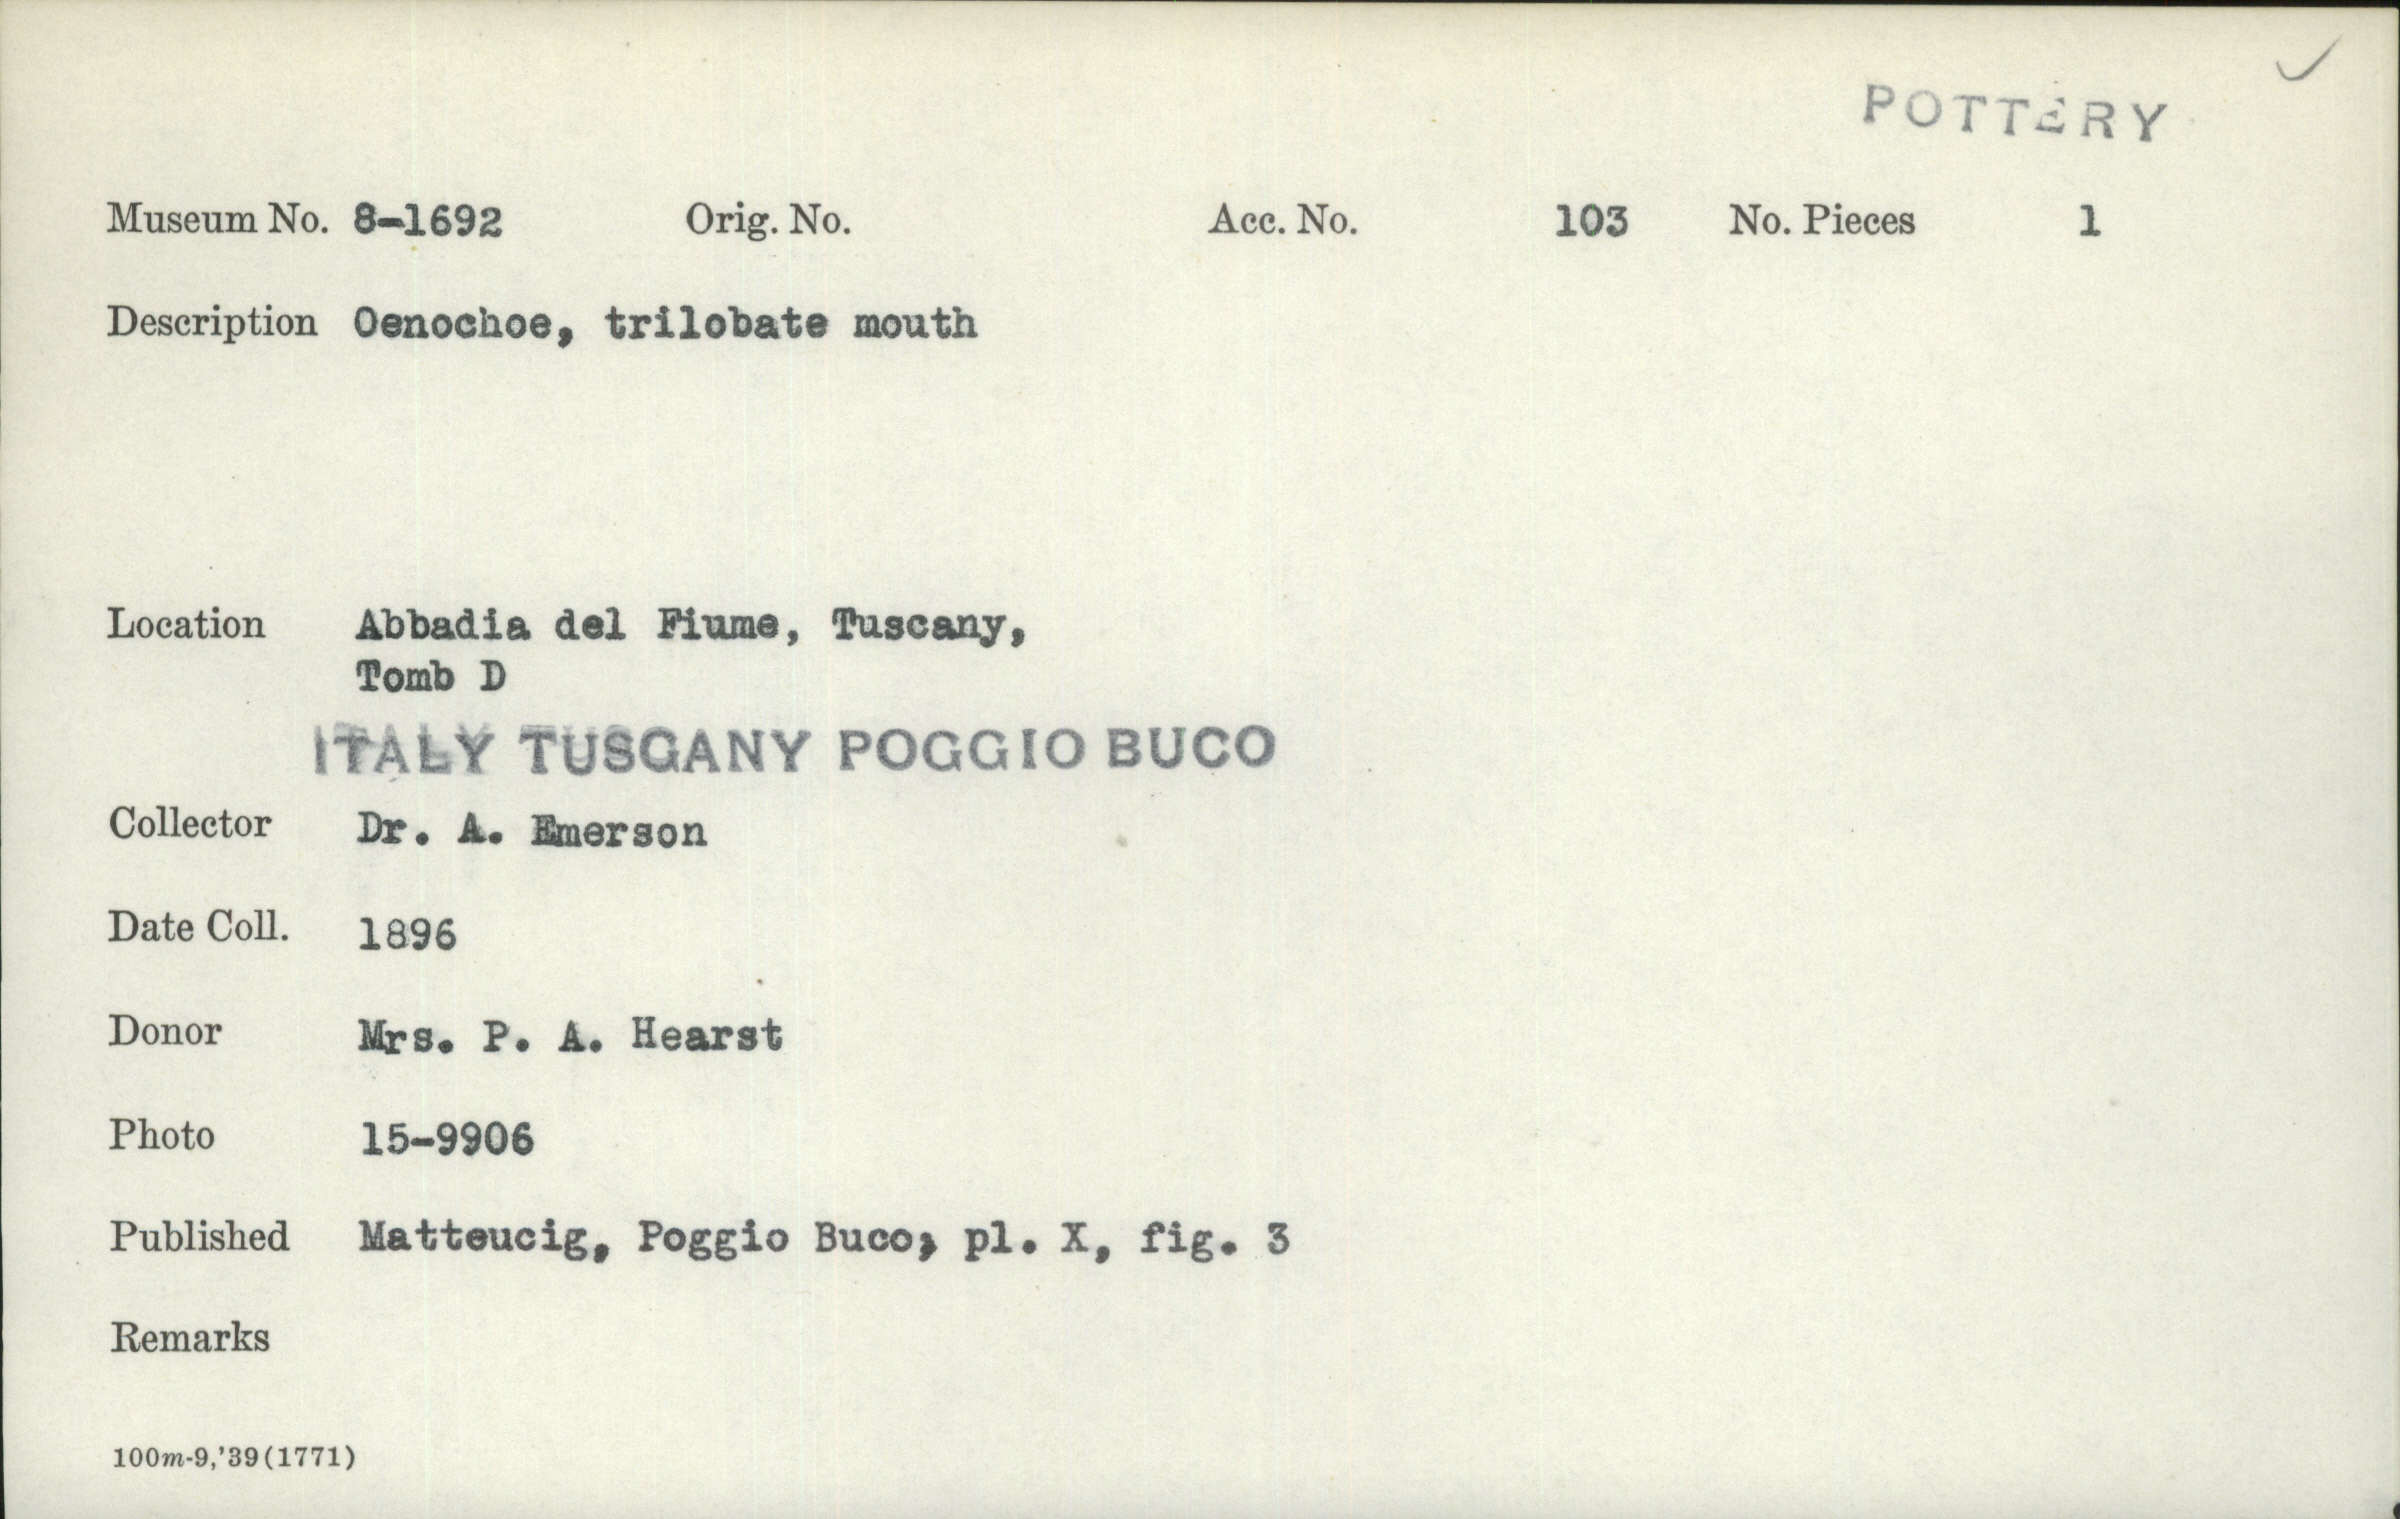 POTTERY
Museum No. 8-1692 Orig. No. Acc. No. 103 No. Pieces 1
Description Oenochoe, trilobate mouth
Location Abbadia del Fiume, Tuscany,
Tomb D
ITALY TUSCANY POGGIO BUCO
Collector Dr. A. Emerson
Date Coll. 1896
Donor Mrs. P. A. Hearst
Photo 15-9906
Published Matteucig, Poggio Buco, pl. X, fig. 3
Remarks
100m-9,'39(1771)